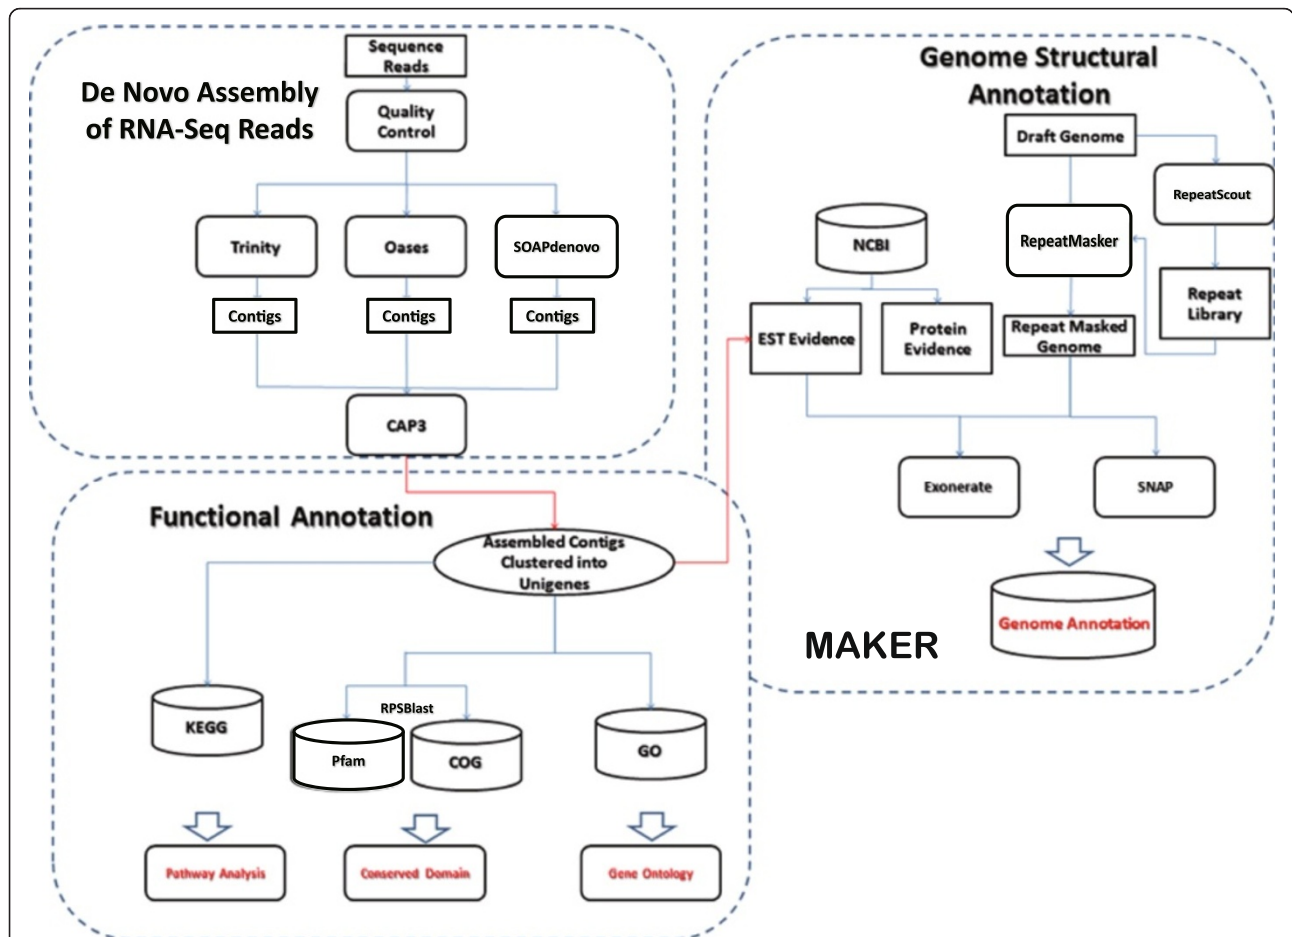 De Novo Assembly
of RNA-Seq Reads
Sequence
Reads
Quality
Control
Trinity
Oases
SOAPdenovo
Contigs
Contigs
Contigs
CAP3
Genome Structural
Annotation
Draft Genome
RepeatScout
RepeatMasker
NCBI
Repeat
Library
EST Evidence
Protein
Evidence
Repeat Masked
Genome
Exonerate
SNAP
Genome Annotation
MAKER
Functional Annotation
Assembled Contigs
Clustered into
Unigenes
KEGG
RPSBlast
Pfam
COG
GO
Pathway Analysis
Conserved Domain
Gene Ontology